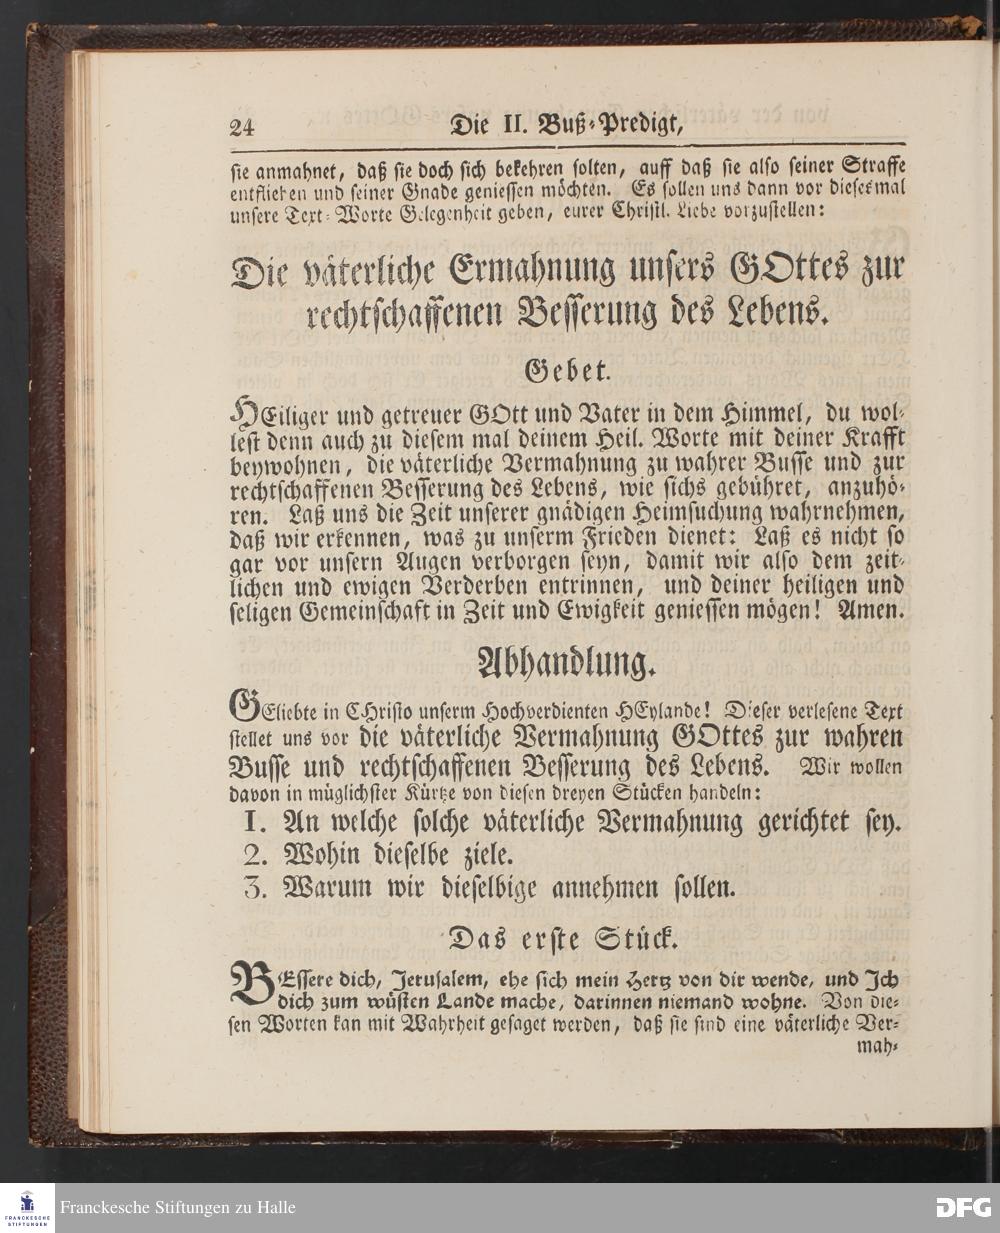 24
Die II. Buß-Predigt,
sie anmahnet, daß sie doch sich bekehren solten, auff daß sie also seiner Straffe
entfliehen und seiner Gnade geniessen möchten. Es sollen uns dann vor dieses mal
unsere Text-Worte Gelegenheit geben, eurer Christl. Liebe vorzustellen:
Die väterliche Ermahnung unsers GOttes zur
rechtschaffenen Besserung des Lebens.
Gebet.
HEiliger und getreuer GOtt und Vater in dem Himmel, du wol-
lest denn auch zu diesem mal deinem Heil. Worte mit deiner Krafft
beywohnen, die väterliche Vermahnung zu wahrer Busse und zur
rechtschaffenen Besserung des Lebens, wie sichs gebühret, anzuhö-
ren. Laß uns die Zeit unserer gnädigen Heimsuchung wahrnehmen,
daß wir erkennen, was zu unserm Frieden dienet: Laß es nicht so
gar vor unsern Augen verborgen seyn, damit wir also dem zeit-
lichen und ewigen Verderben entrinnen, und deiner heiligen und
seligen Gemeinschaft in Zeit und Ewigkeit geniessen mögen! Amen.
Abhandlung.
GEliebte in CHristo unserm Hochverdienten HEylande! Dieser verlesene Text
stellet uns vor die väterliche Vermahnung GOttes zur wahren
Busse und rechtschaffenen Besserung des Lebens. Wir wollen
davon in müglichster Kürtze von diesen dreyen Stücken handeln:
1. An welche solche väterliche Vermahnung gerichtet sey.
2. Wohin dieselbe ziele.
3. Warum wir dieselbige annehmen sollen.
Das erste Stück.
BEssere dich, Jerusalem, ehe sich mein Hertz von dir wende, und Ich
dich zum wüsten Lande mache, darinnen niemand wohne. Von die-
sen Worten kan mit Wahrheit gesaget werden, daß sie sind eine väterliche Ver-
mah-
FRANCKESCHE
STIFTUNGEN
Franckesche Stiftungen zu Halle
DFG